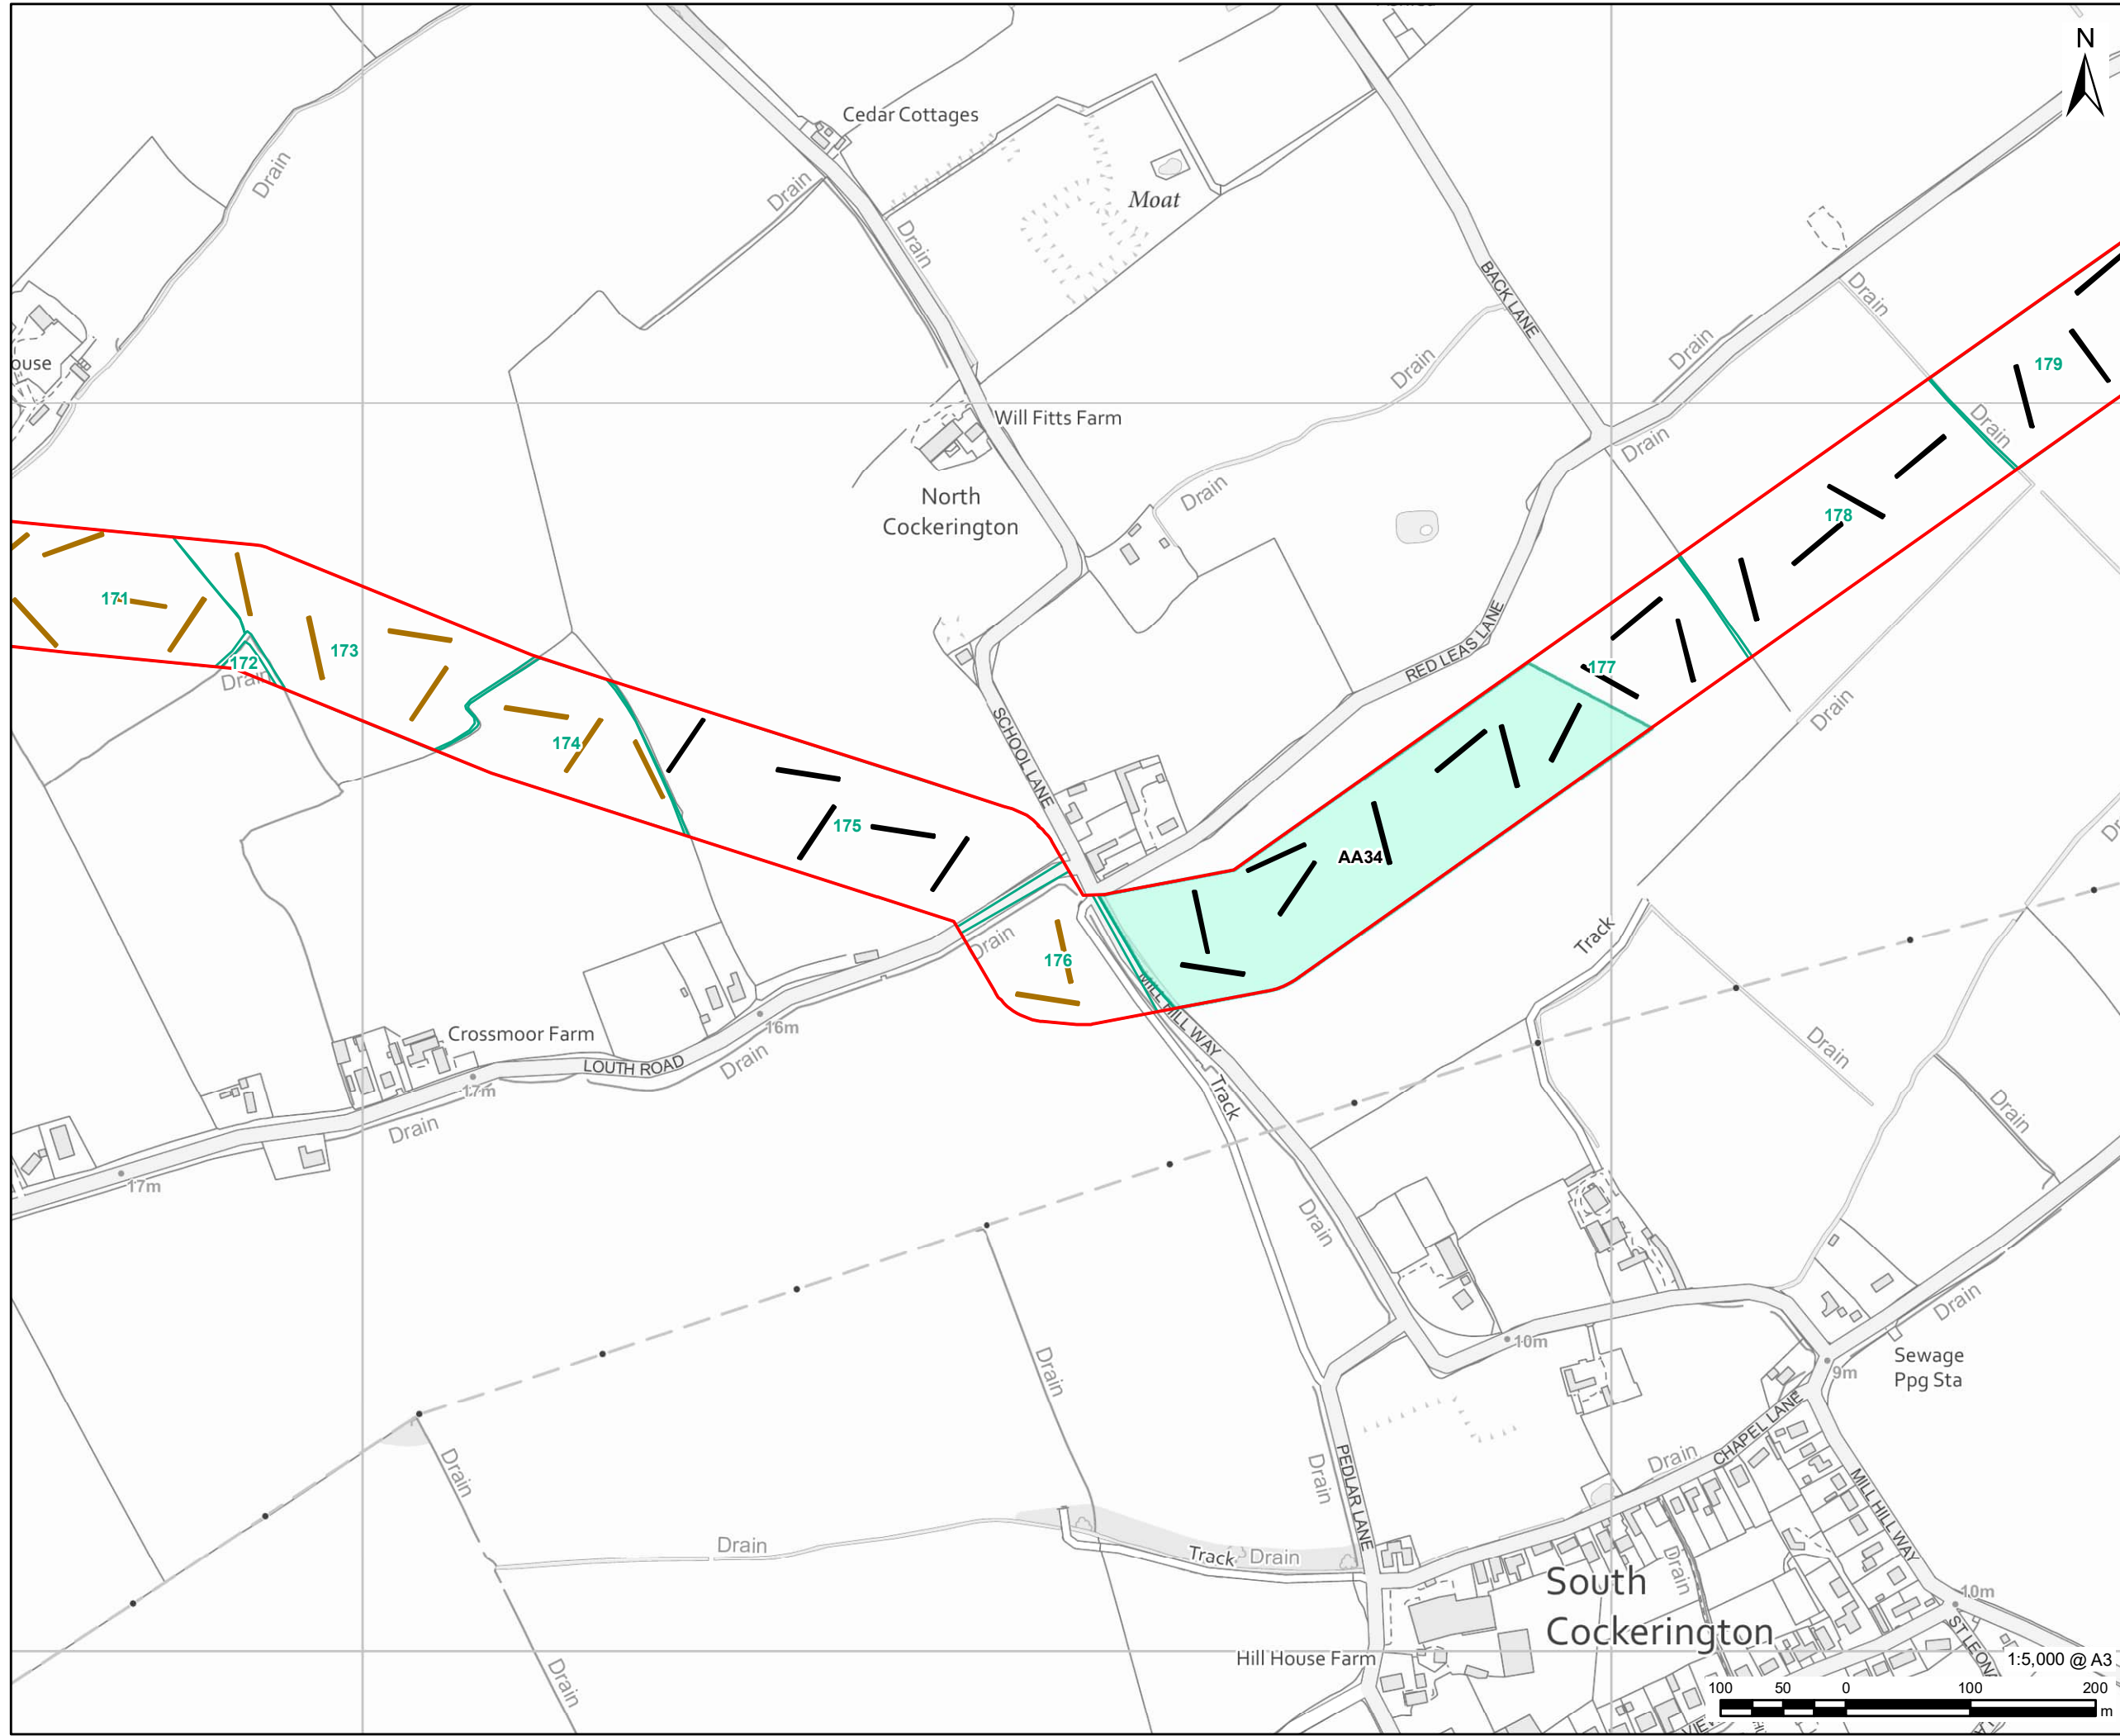 N
Cedar Cottages
Drain
Drain
Drain
Moat
BACK LANE
Drain
Drain
Drain
Drain
ouse
179
Will Fitts Farm
Drain
Drain
North
Cockerington
Drain
178
171
173
172
Drain
RED LEAS LANE
177
174
SCHOOL LANE
Drain
175
AA34
Drain
176
Track
MILL HILL WAY
Crossmoor Farm
16m
LOUTH ROAD
Drain
17m
Drain
Track
Drain
Drain
17m
Drain
10m
Drain
Sewage
Ppg Sta
9m
Drain
Drain
CHAPEL LANE
Drain
Drain
PEDLAR LANE
MILL HILL WAY
Drain
Track
Drain
Drain
South
Cockerington
10m
Hill House Farm
Drain
ST LEONA
1:5,000 @ A3
100 50 0 100 200
m